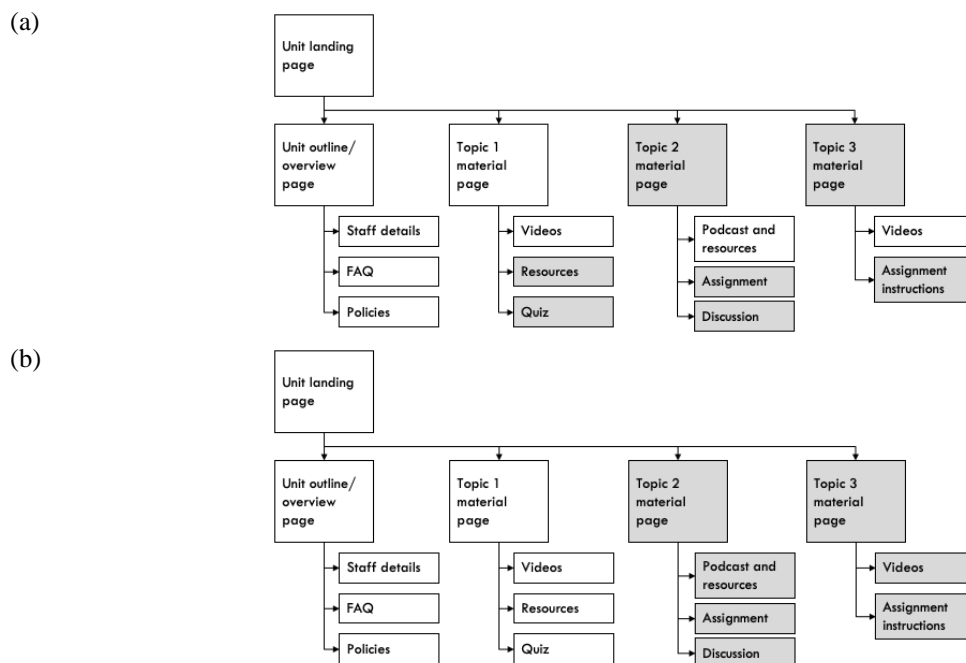 (a)
Unit landing
page
Unit outline/
overview
page
Topic 1
material
page
Topic 2
material
page
Topic 3
material
page
Staff details
FAQ
Policies
Videos
Resources
Quiz
Podcast and
resources
Assignment
Discussion
Videos
Assignment
instructions
(b)
Unit landing
page
Unit outline/
overview
page
Topic 1
material
page
Topic 2
material
page
Topic 3
material
page
Staff details
FAQ
Policies
Videos
Resources
Quiz
Podcast and
resources
Assignment
Discussion
Videos
Assignment
instructions